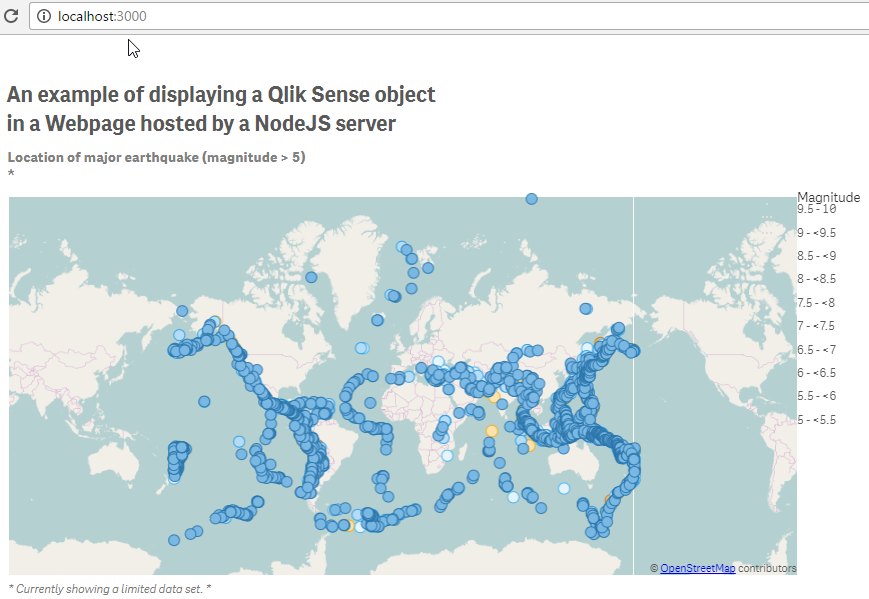 localhost:3000
An example of displaying a Qlik Sense object
in a Webpage hosted by a NodeJS server
Location of major earthquake (magnitude > 5)
*
Magnitude
9.5 - 10
9 - <9.5
8.5 - <9
8 - <8.5
7.5 - <8
7 - <7.5
6.5 - <7
6 - <6.5
5.5 - <6
5 - <5.5
© OpenStreetMap contributors
* Currently showing a limited data set. *